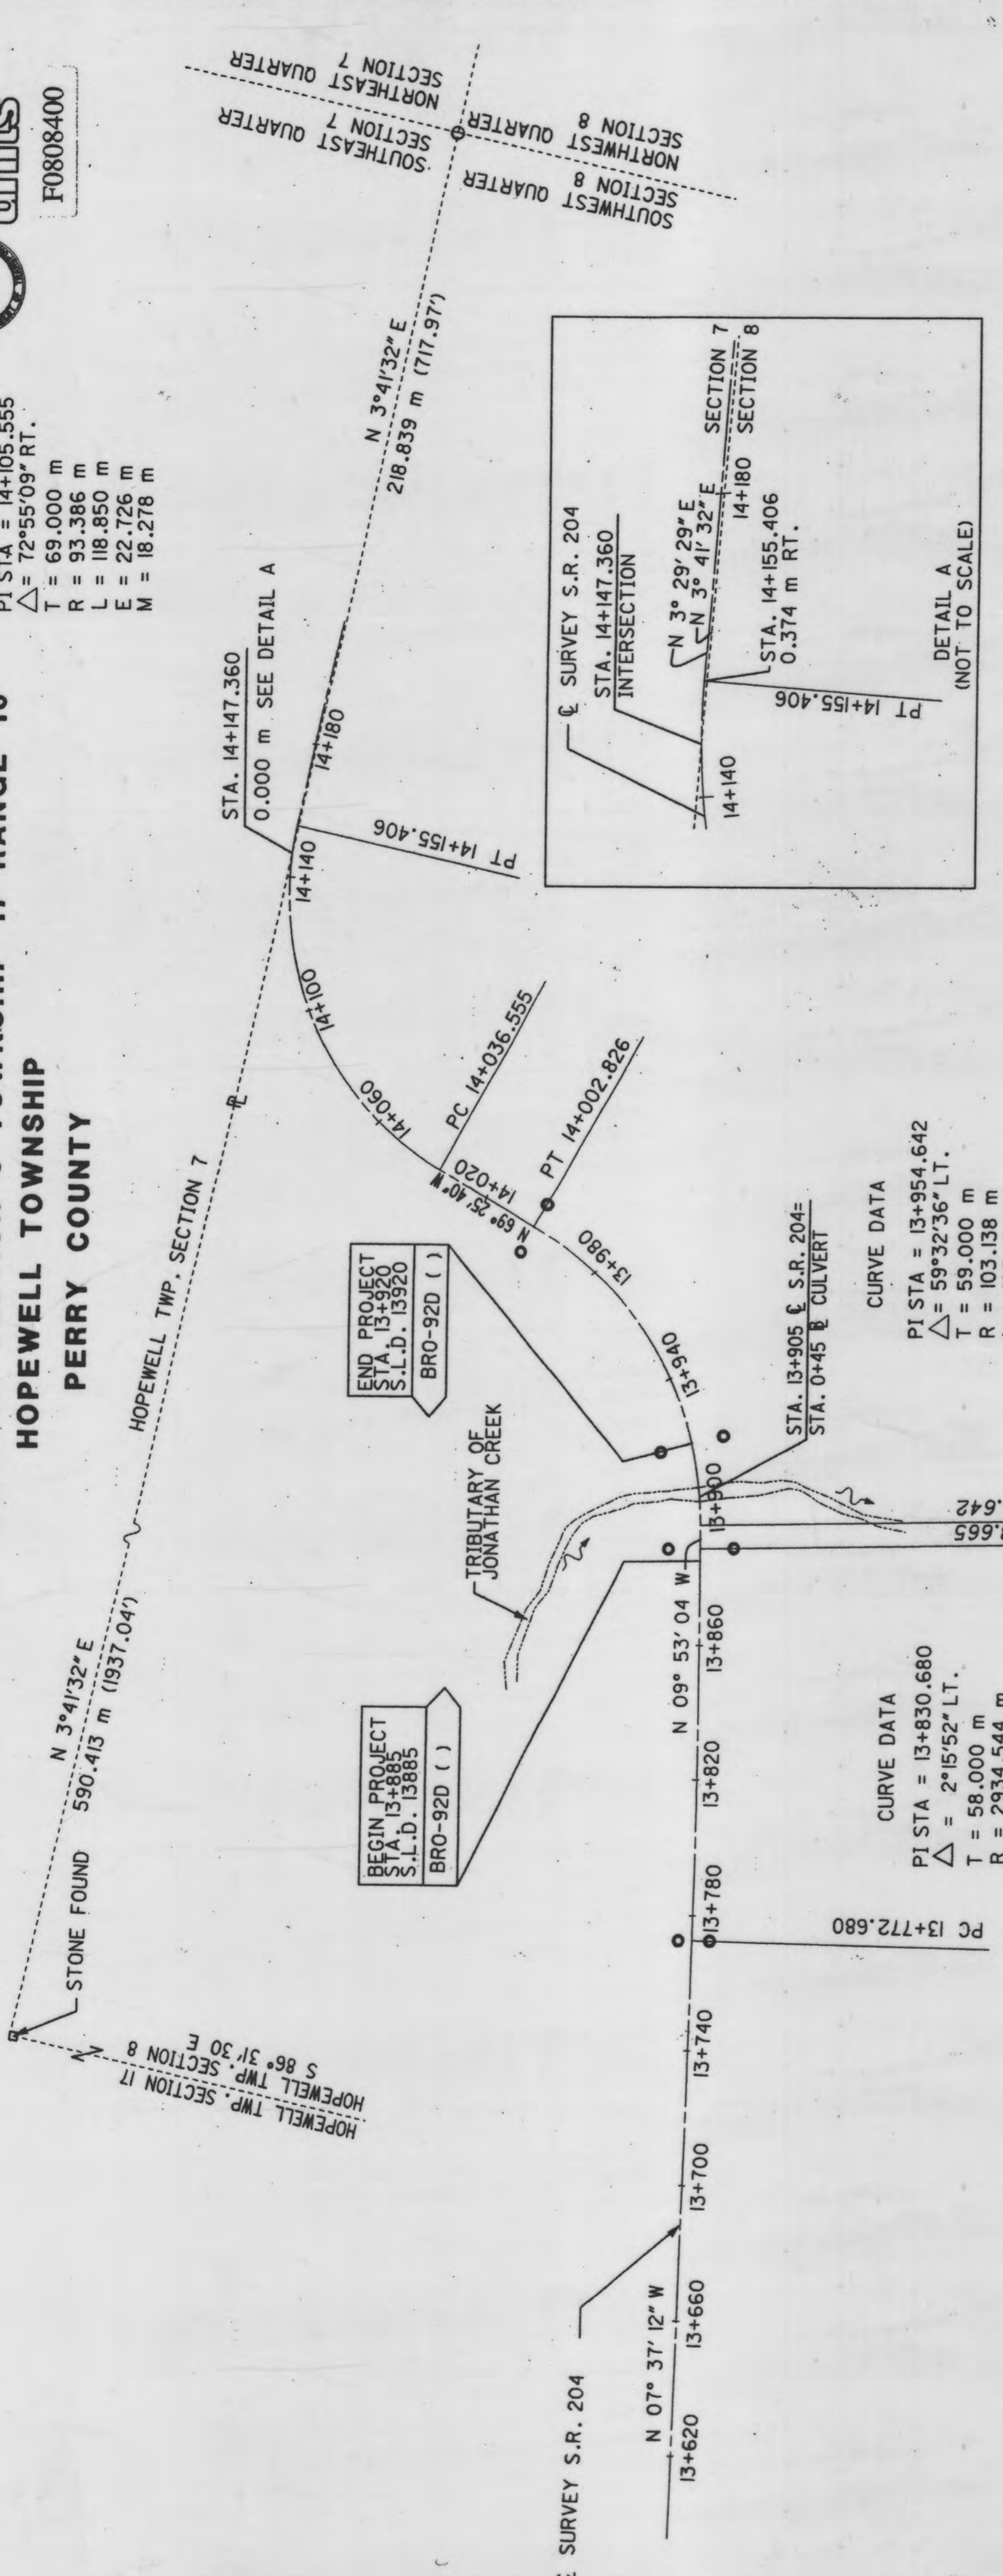 HOPEWELL TOWNSHIP
PERRY COUNTY
F0808400
PI STA = 14+105.555
△ = 72°55'09" RT.
T = 69.000 m
R = 93.386 m
L = 118.850 m
E = 22.726 m
M = 18.278 m
STONE FOUND
N 3°41'32" E
590.413 m (1937.04')
HOPEWELL TWP. SECTION 7
HOPEWELL TWP. SECTION 17
HOPEWELL TWP. SECTION 8
S 86° 31' 30 E
STA. 14+147.360
0.000 m SEE DETAIL A
N 3°41'32" E
218.839 m (717.97')
SOUTHEAST QUARTER
SECTION 7
NORTHEAST QUARTER
SECTION 7
SOUTHWEST QUARTER
SECTION 8
NORTHWEST QUARTER
SECTION 8
BEGIN PROJECT
STA. 13+885
S.L.D. 13885
BRO-92D ( )
END PROJECT
STA. 13+920
S.L.D. 13920
BRO-92D ( )
TRIBUTARY OF
JONATHAN CREEK
SURVEY S.R. 204
N 07° 37' 12" W
13+620
13+660
13+700
13+740
13+780
13+820
13+860
13+900
13+940
13+980
14+020
14+060
14+100
14+140
14+180
N 09° 53' 04 W
N 69° 25' 40" W
PC 13+772.680
PT 14+002.826
PC 14+036.555
PT 14+155.406
STA. 13+905 ℄ S.R. 204=
STA. 0+45 BL CULVERT
.665
.642
CURVE DATA
PI STA = 13+830.680
△ = 2°15'52" LT.
T = 58.000 m
R = 2934.544 m
CURVE DATA
PI STA = 13+954.642
△ = 59°32'36" LT.
T = 59.000 m
R = 103.138 m
℄ SURVEY S.R. 204
STA. 14+147.360
INTERSECTION
N 3° 29' 29" E
N 3° 41' 32" E
SECTION 7
SECTION 8
14+140
14+180
STA. 14+155.406
0.374 m RT.
PT 14+155.406
DETAIL A
(NOT TO SCALE)